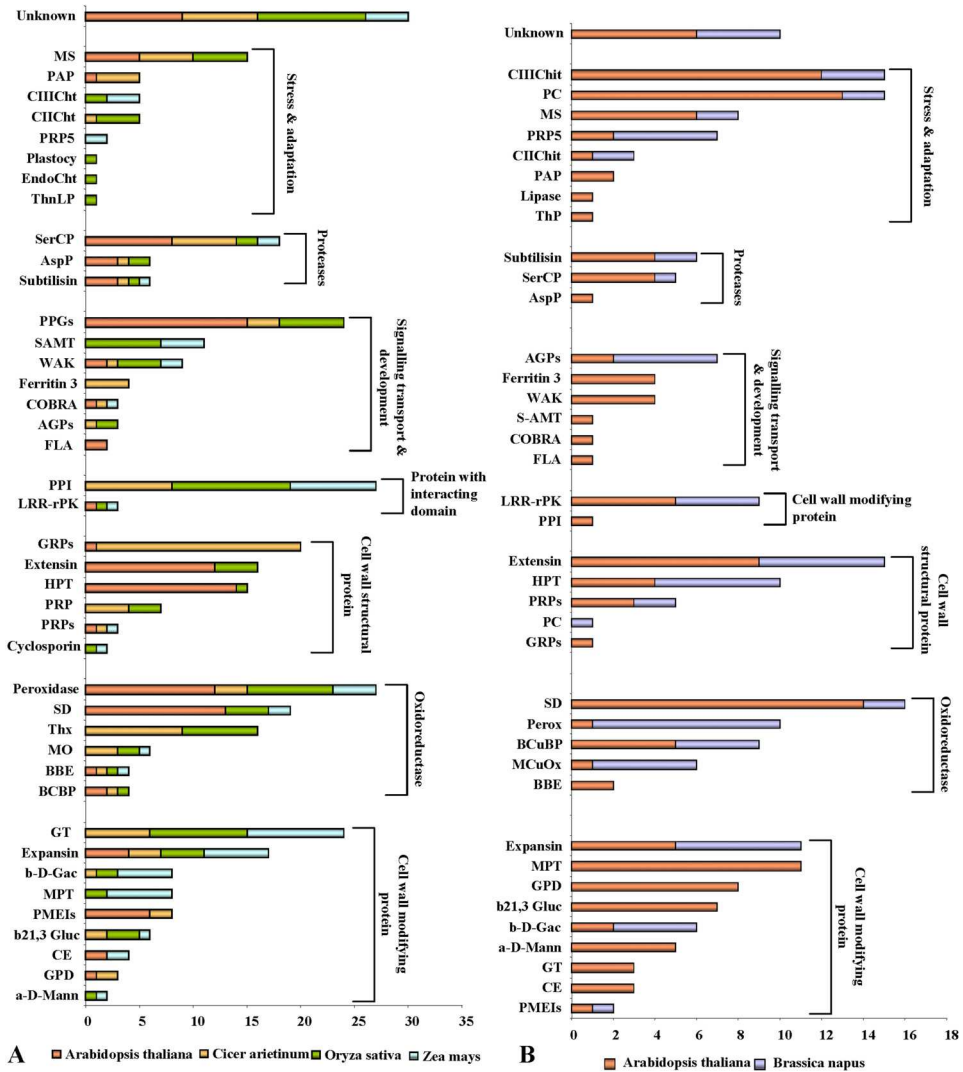 Unknown
MS
PAP
CIIICht
CIICht
PRP5
Plastocy
EndoCht
ThnLP
Stress & adaptation
SerCP
AspP
Subtilisin
Proteases
PPGs
SAMT
WAK
Ferritin 3
COBRA
AGPs
FLA
Signalling transport &
development
PPI
LRR-rPK
Protein with
interacting
domain
GRPs
Extensin
HPT
PRP
PRPs
Cyclosporin
Cell wall structural
protein
Peroxidase
SD
Thx
MO
BBE
BCBP
Oxidoreductase
GT
Expansin
b-D-Gac
MPT
PMEIs
b21,3 Gluc
CE
GPD
a-D-Mann
Cell wall modifying
protein
0 5 10 15 20 25 30 35
A Arabidopsis thaliana Cicer arietinum Oryza sativa Zea mays
Unknown
CIIIChit
PC
MS
PRP5
CIIChit
PAP
Lipase
ThP
Stress & adaptation
Subtilisin
SerCP
AspP
Proteases
AGPs
Ferritin 3
WAK
S-AMT
COBRA
FLA
Signalling transport
& development
LRR-rPK
PPI
Cell wall modifying
protein
Extensin
HPT
PRPs
PC
GRPs
Cell wall
structural protein
SD
Perox
BCuBP
MCuOx
BBE
Oxidoreductase
Expansin
MPT
GPD
b21,3 Gluc
b-D-Gac
a-D-Mann
GT
CE
PMEIs
Cell wall modifying
protein
0 2 4 6 8 10 12 14 16 18
B Arabidopsis thaliana Brassica napus